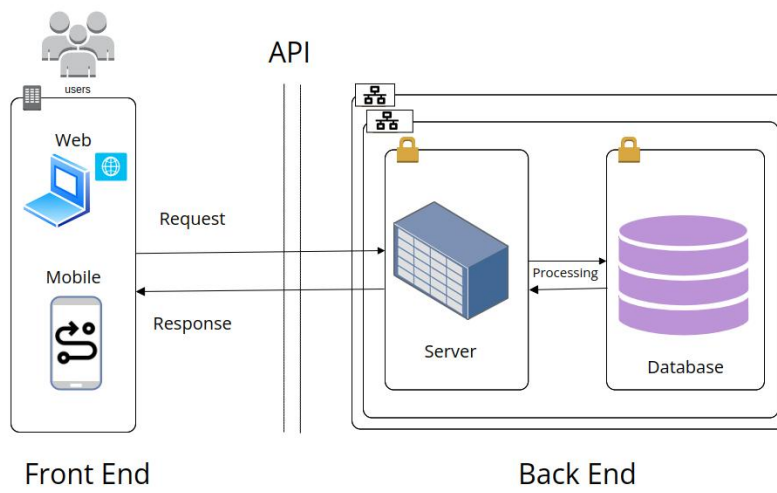 API
users
Web
Mobile
Request
Response
Server
Processing
Database
Front End
Back End